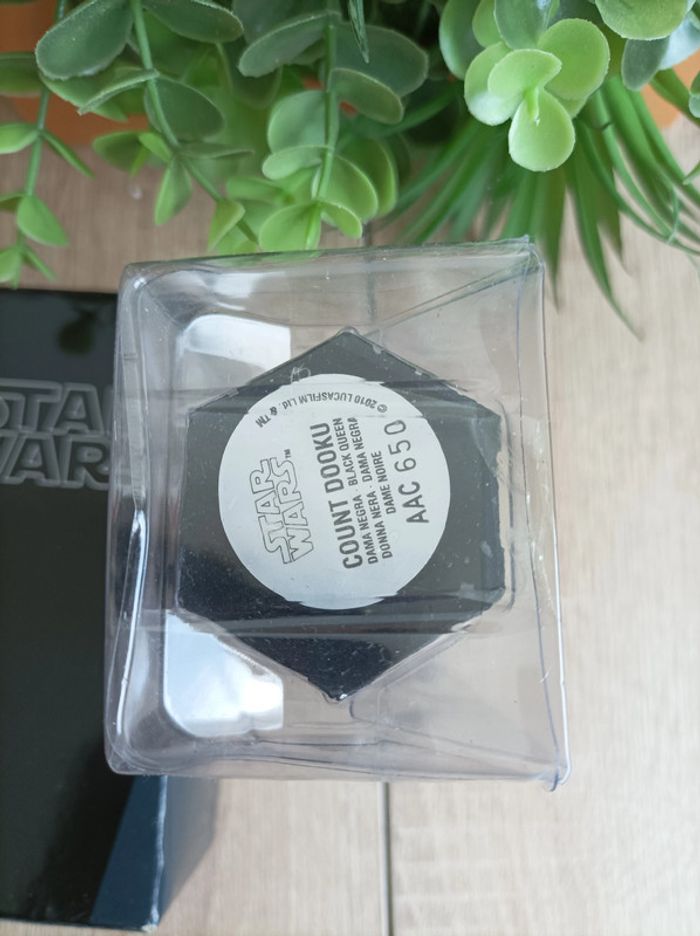 STAR
WARS
© 2010 LUCASFILM Ltd. & TM
STAR
WARS™
COUNT DOOKU
DAMA NEGRA · BLACK QUEEN
DONNA NERA · DAMA NEGRA
DAME NOIRE
AAC 650